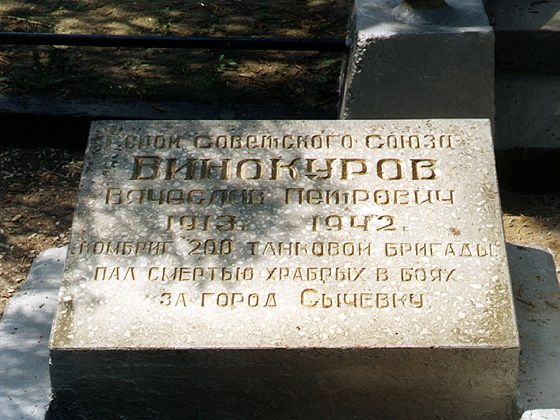 Герой Советского Союза
Винокуров
Вячеслав Петрович
1913. 1942.
Комбриг 200 танковой бригады
пал смертью храбрых в боях
за город Сычевку